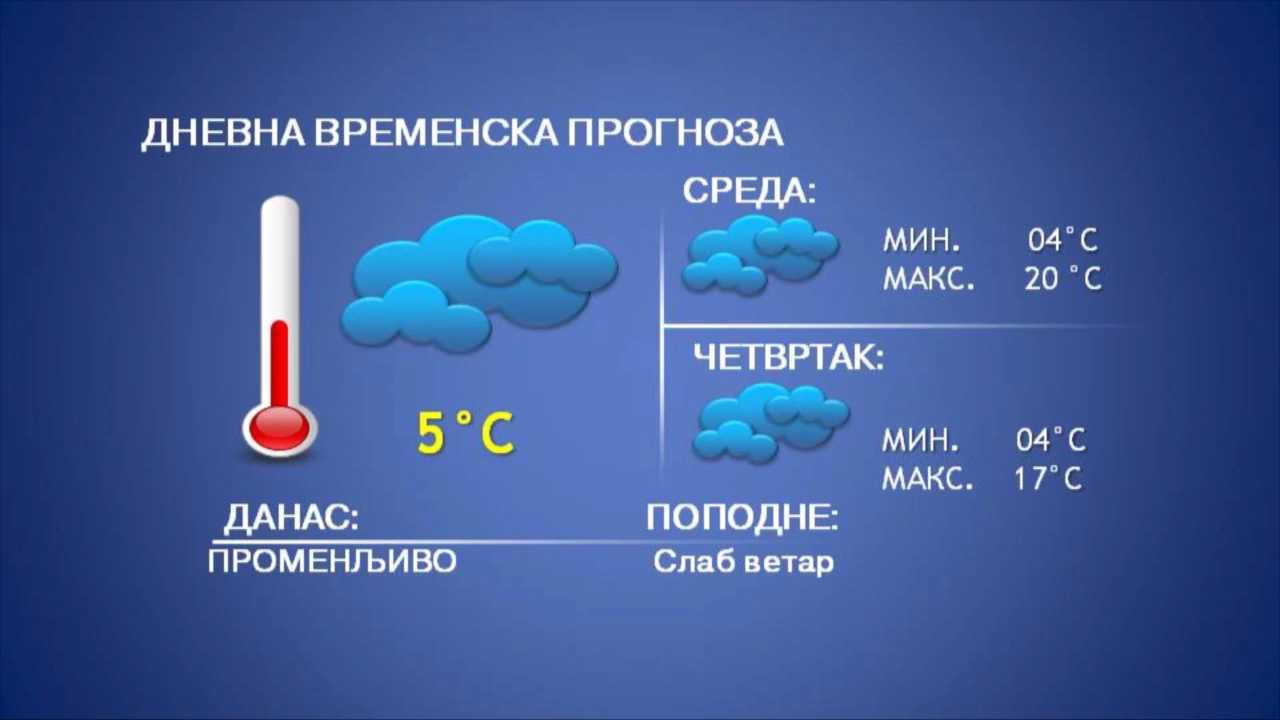 ДНЕВНА ВРЕМЕНСКА ПРОГНОЗА
5°C
СРЕДА:
МИН. 04°C
МАКС. 20 °C
ЧЕТВРТАК:
МИН. 04°C
МАКС. 17°C
ДАНАС:
ПРОМЕНЉИВО
ПОПОДНЕ:
Слаб ветар